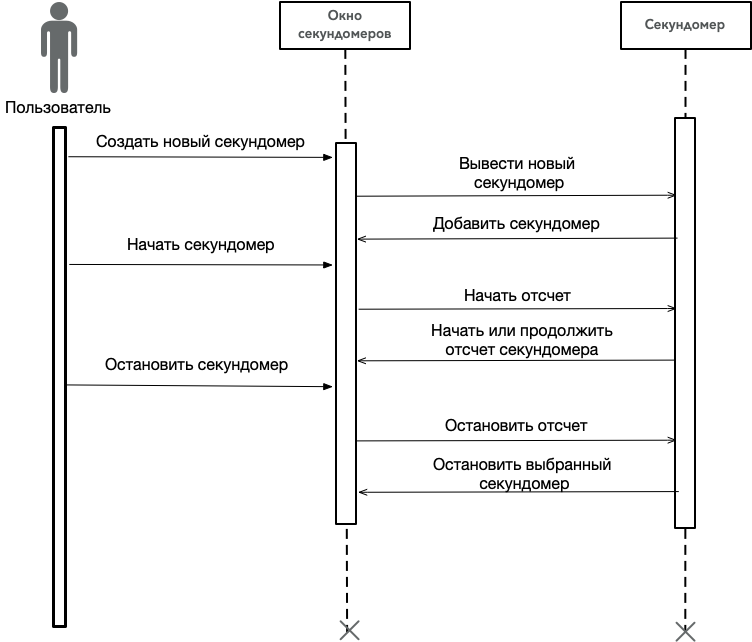 Окно
секундомеров
Секундомер
Пользователь
Создать новый секундомер
Вывести новый
секундомер
Добавить секундомер
Начать секундомер
Начать отсчет
Начать или продолжить
отсчет секундомера
Остановить секундомер
Остановить отсчет
Остановить выбранный
секундомер